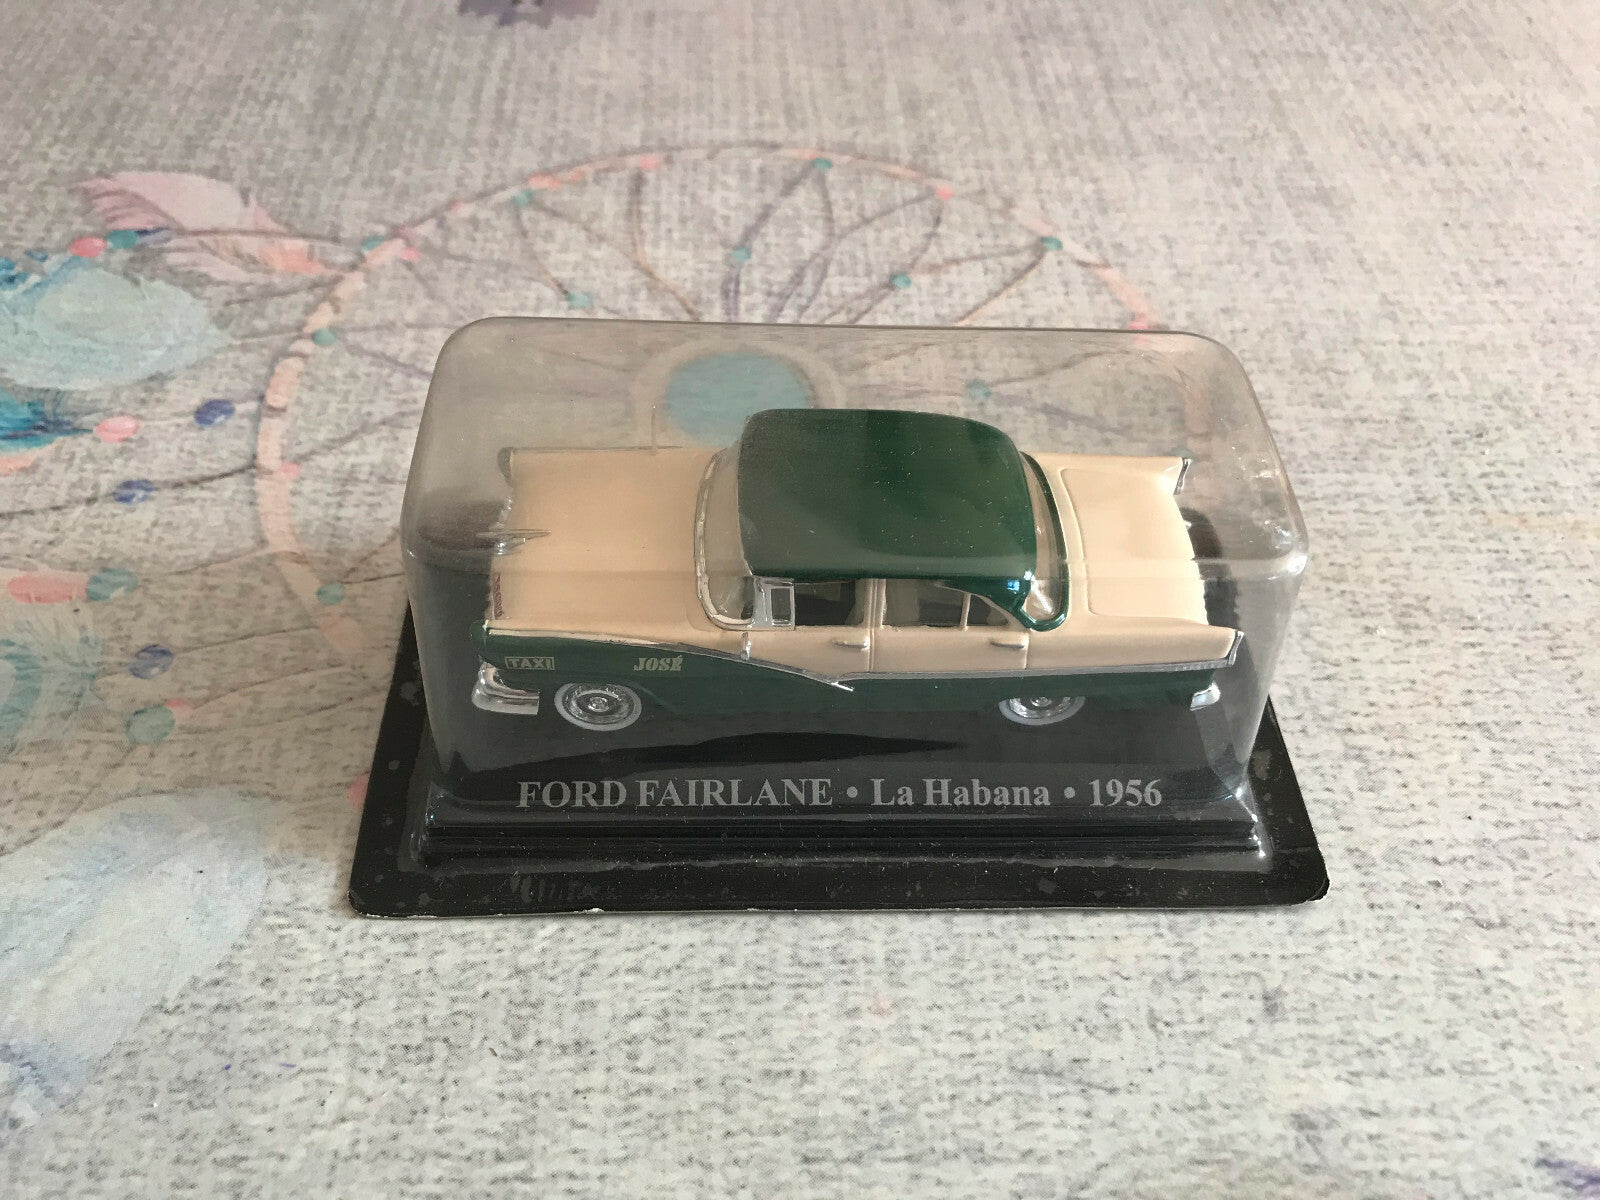 TAXI
JOSÉ
FORD FAIRLANE • La Habana • 1956